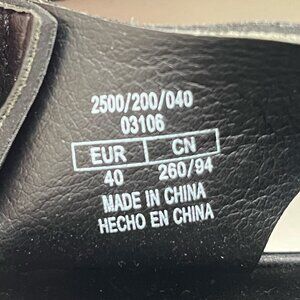 2500/200/040
03106
EUR CN
40 260/94
MADE IN CHINA
HECHO EN CHINA